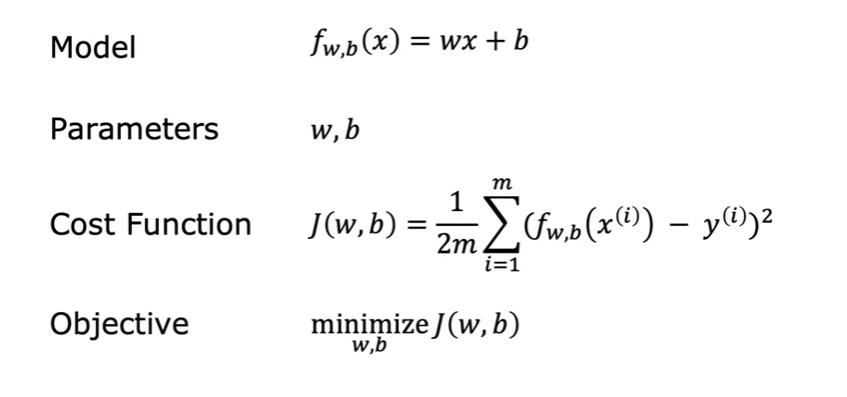 Model f_{w,b}(x) = wx + b
Parameters w, b
Cost Function J(w, b) = \frac{1}{2m} \sum_{i=1}^{m} (f_{w,b}(x^{(i)}) − y^{(i)})^2
Objective minimize_{w,b} J(w, b)